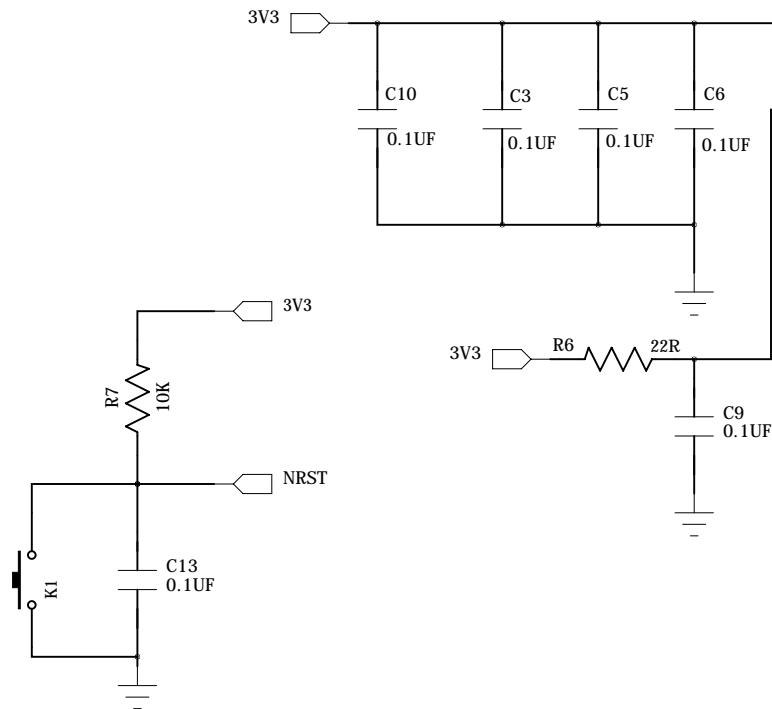 3V3
C10
0.1UF
C3
0.1UF
C5
0.1UF
C6
0.1UF
3V3
R7
10K
NRST
K1
C13
0.1UF
3V3
R6
22R
C9
0.1UF